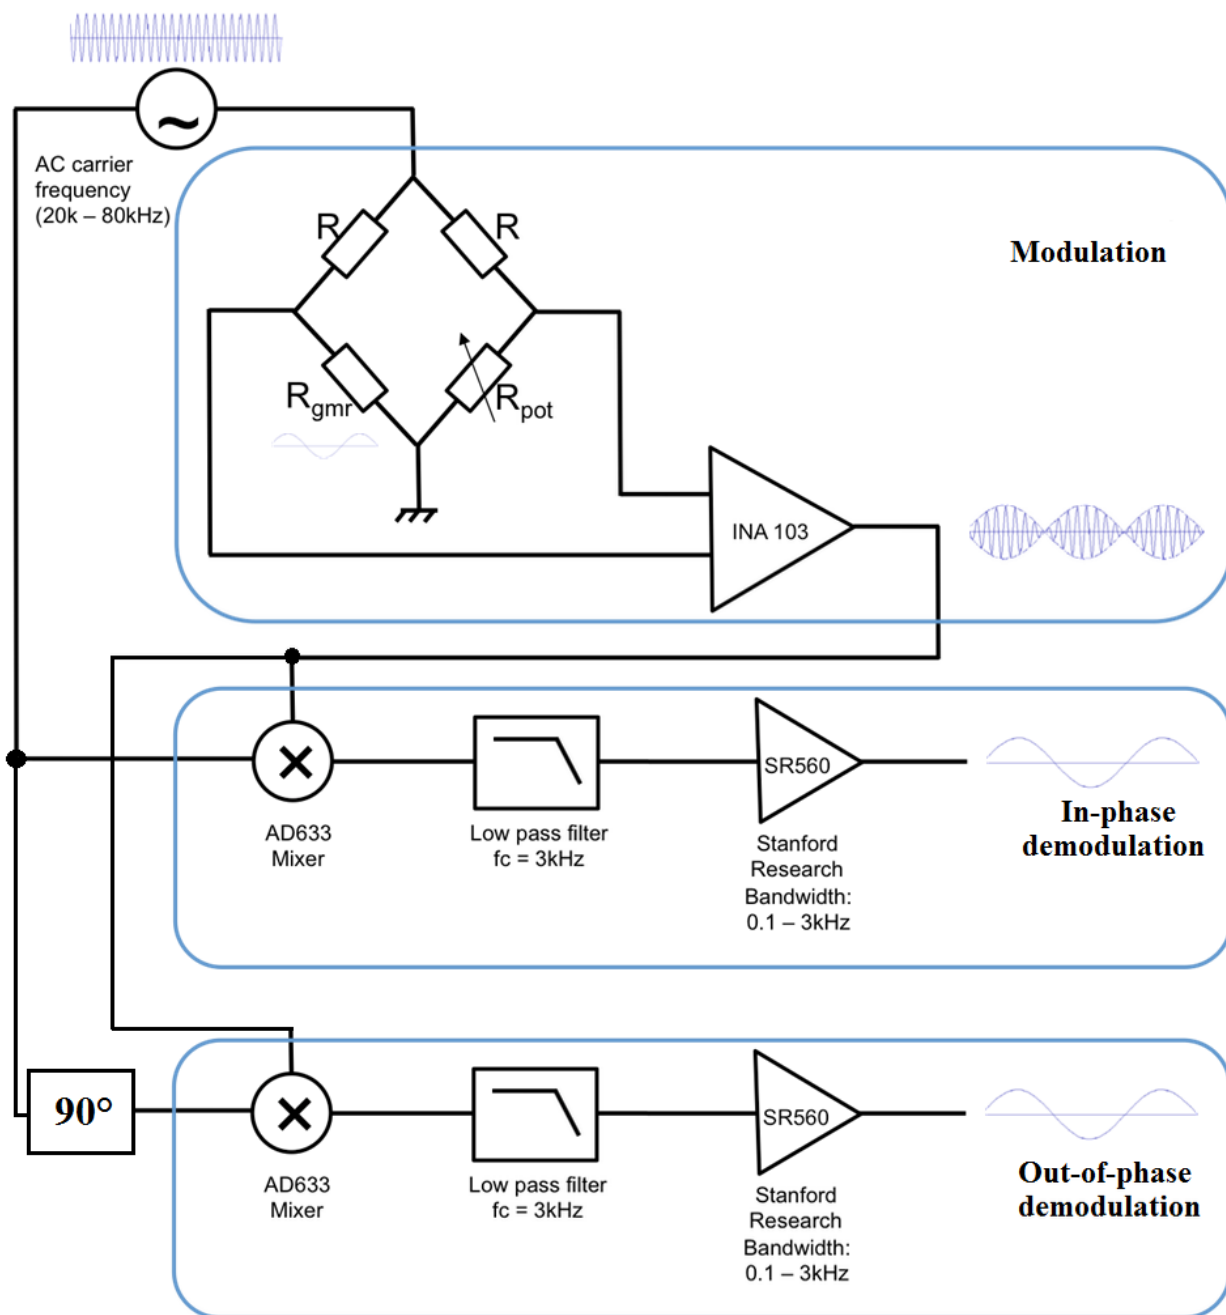 AC carrier
frequency
(20k – 80kHz)
R
R
Modulation
Rgmr
Rpot
INA 103
SR560
AD633
Mixer
Low pass filter
fc = 3kHz
Stanford
Research
Bandwidth:
0.1 – 3kHz
In-phase
demodulation
90°
SR560
AD633
Mixer
Low pass filter
fc = 3kHz
Stanford
Research
Bandwidth:
0.1 – 3kHz
Out-of-phase
demodulation